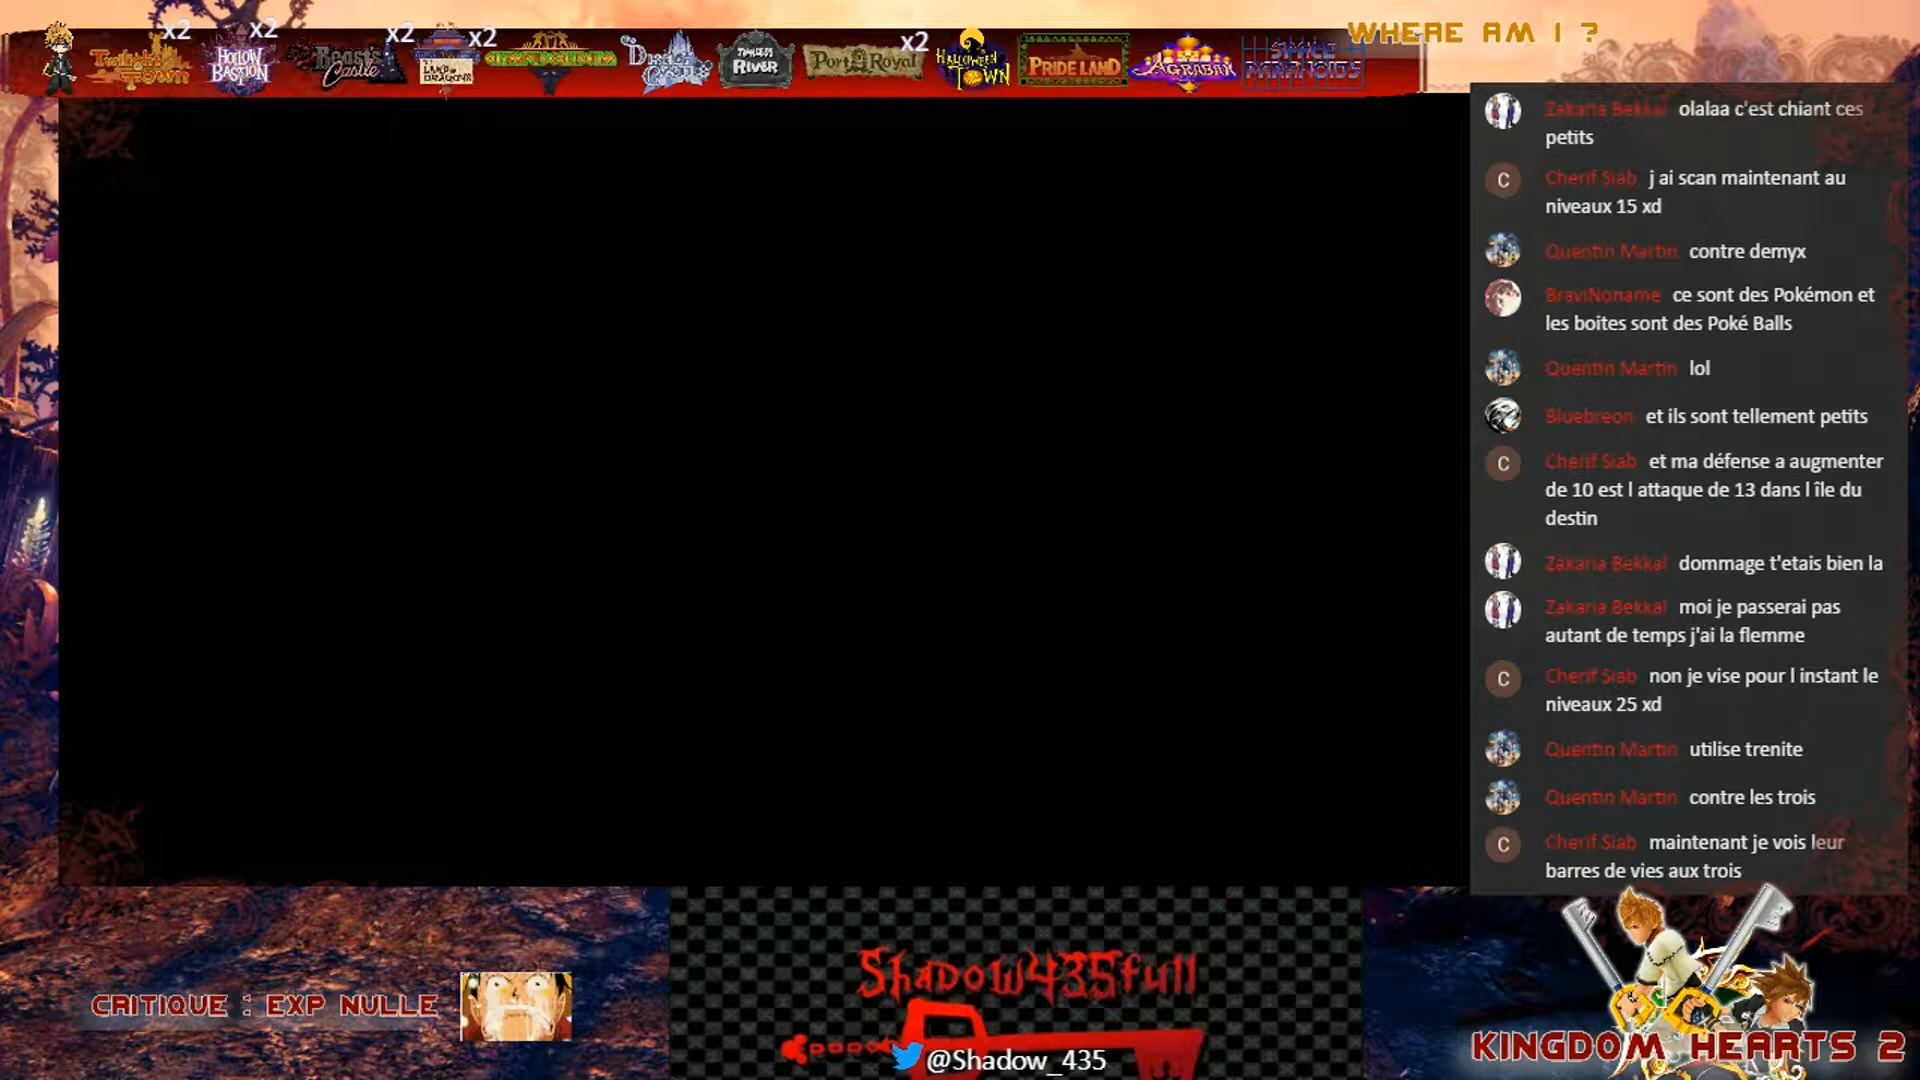 x2 x2 x2 x2 x2
WHERE AM I ?
Twilight Town
HOLLOW BASTION
Beast's Castle
LAND of DRAGONS
Disney Castle
TIMELESS RIVER
Port Royal
HALLOWEEN TOWN
PRIDE LAND
AGRABAH
SPACE PARANOIDS
Zakaria Bekkal olalaa c'est chiant ces
petits
C Cherif Siab j ai scan maintenant au
niveaux 15 xd
Quentin Martin contre demyx
BraviNoname ce sont des Pokémon et
les boites sont des Poké Balls
Quentin Martin lol
Bluebreon et ils sont tellement petits
C Cherif Siab et ma défense a augmenter
de 10 est l attaque de 13 dans l île du
destin
Zakaria Bekkal dommage t'etais bien la
Zakaria Bekkal moi je passerai pas
autant de temps j'ai la flemme
C Cherif Siab non je vise pour l instant le
niveaux 25 xd
Quentin Martin utilise trenite
Quentin Martin contre les trois
C Cherif Siab maintenant je vois leur
barres de vies aux trois
CRITIQUE : EXP NULLE
Shadow435full
@Shadow_435
KINGDOM HEARTS 2